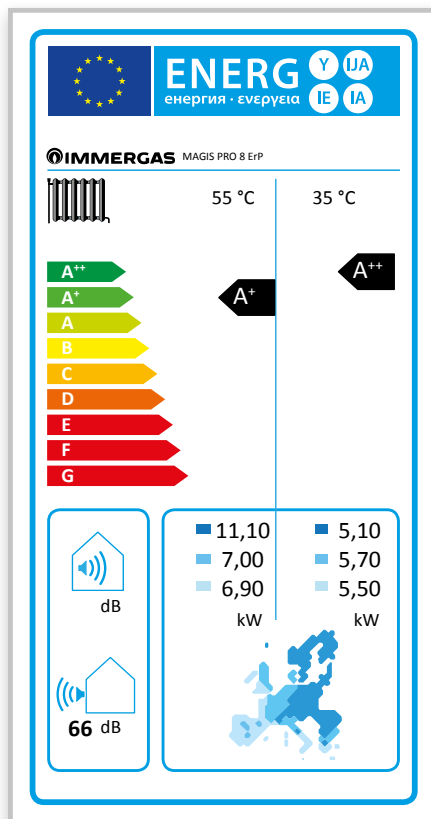 ENERG Y IJA
енергия · ενεργεια IE IA
IMMERGAS MAGIS PRO 8 ErP
55 °C 35 °C
A++
A+
A
B
C
D
E
F
G
A+
A++
11,10 5,10
7,00 5,70
6,90 5,50
kW kW
dB
66 dB